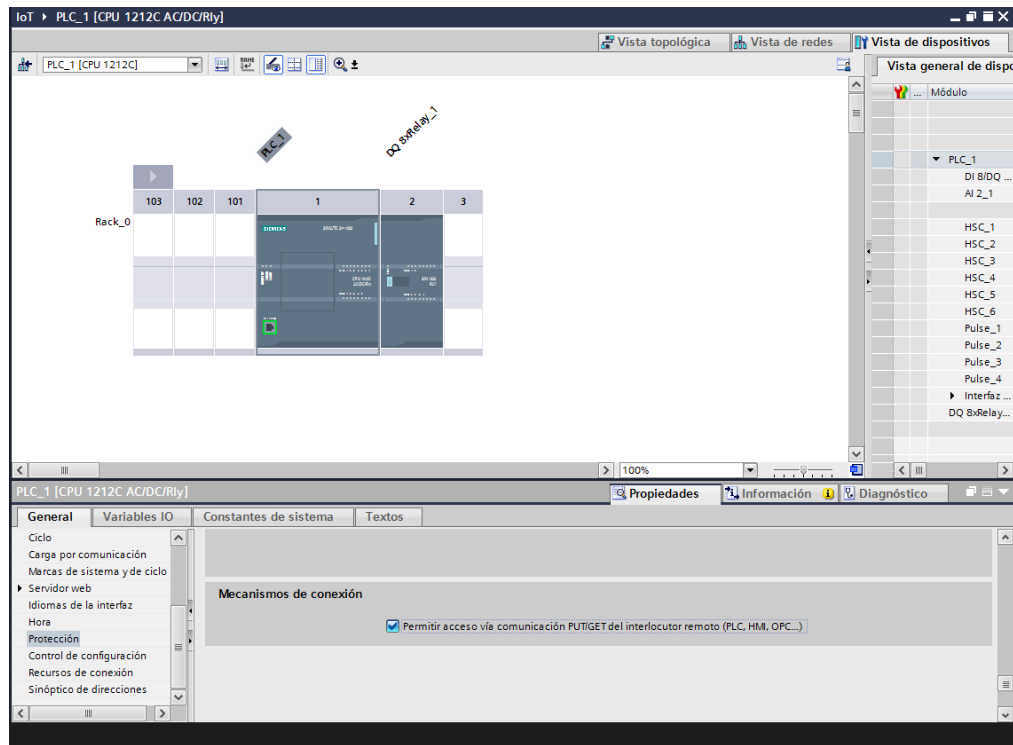 IoT ▸ PLC_1 [CPU 1212C AC/DC/Rly]
Vista topológica
Vista de redes
Vista de dispositivos
PLC_1 [CPU 1212C]
Vista general de dispo
... Módulo
PLC_1
DQ 8xRelay_1
PLC_1
DI 8/DQ ...
AI 2_1
103 102 101 1 2 3
Rack_0
SIEMENS
HSC_1
HSC_2
HSC_3
HSC_4
HSC_5
HSC_6
Pulse_1
Pulse_2
Pulse_3
Pulse_4
Interfaz ...
DQ 8xRelay...
100%
PLC_1 [CPU 1212C AC/DC/Rly]
Propiedades
Información
Diagnóstico
General
Variables IO
Constantes de sistema
Textos
Ciclo
Carga por comunicación
Marcas de sistema y de ciclo
Servidor web
Idiomas de la interfaz
Hora
Protección
Control de configuración
Recursos de conexión
Sinóptico de direcciones
Mecanismos de conexión
Permitir acceso vía comunicación PUT/GET del interlocutor remoto (PLC, HMI, OPC...)